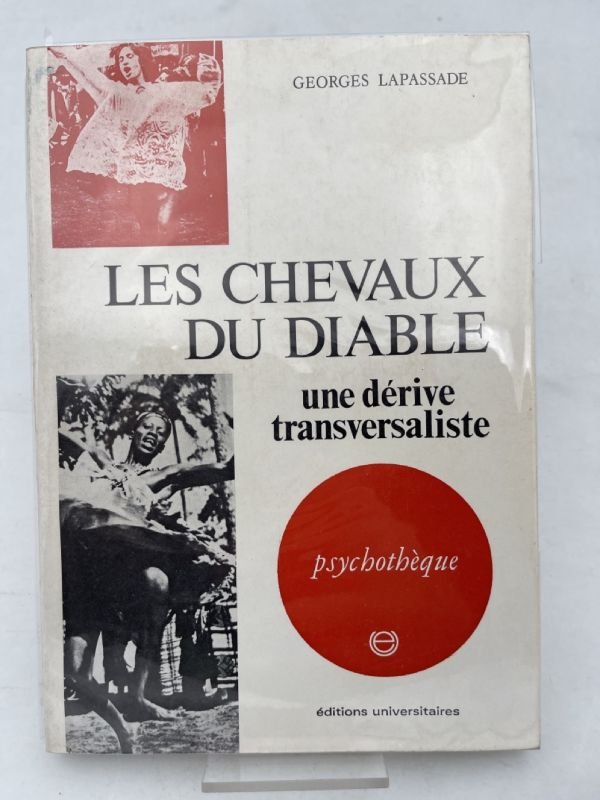 GEORGES LAPASSADE
LES CHEVAUX
DU DIABLE
une dérive
transversaliste
psychothèque
éditions universitaires